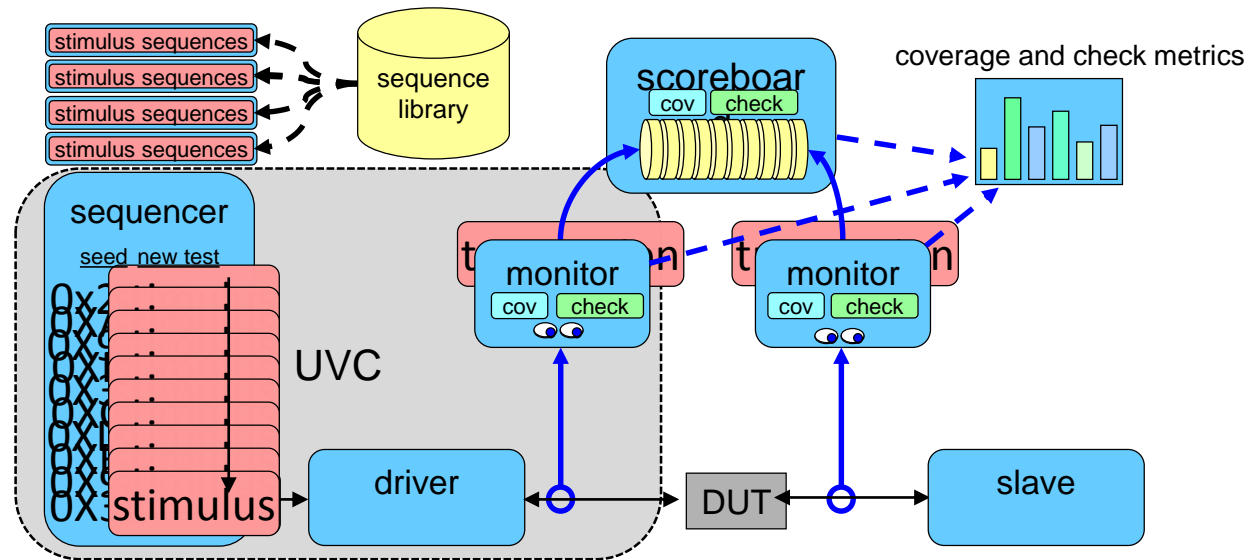 stimulus sequences
stimulus sequences
stimulus sequences
stimulus sequences
sequence
library
scoreboar
cov check
coverage and check metrics
sequencer
seed new test
UVC
monitor
cov check
monitor
cov check
stimulus
driver
DUT
slave